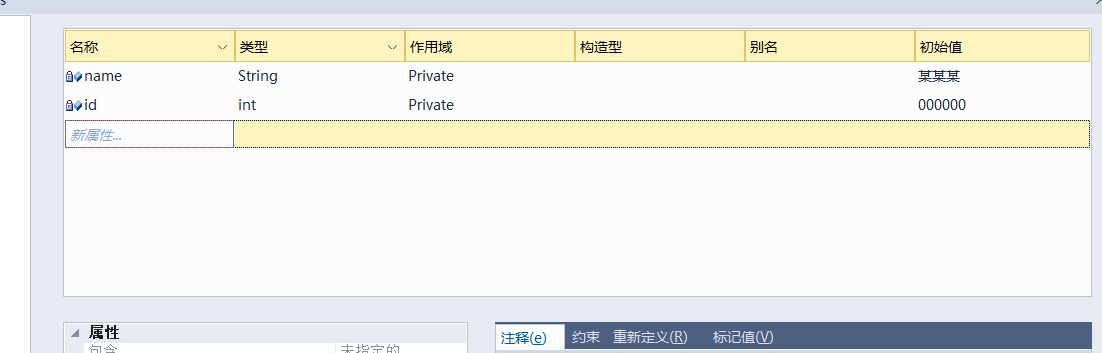 s
名称 类型 作用域 构造型 别名 初始值
name String Private 某某某
id int Private 000000
新属性...
属性
包含 未指定的
注释(e) 约束 重新定义(R) 标记值(V)